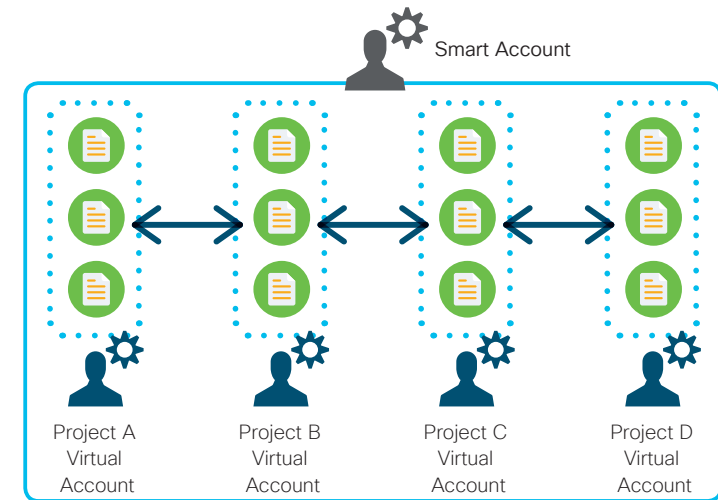 Smart Account
Project A
Virtual
Account
Project B
Virtual
Account
Project C
Virtual
Account
Project D
Virtual
Account